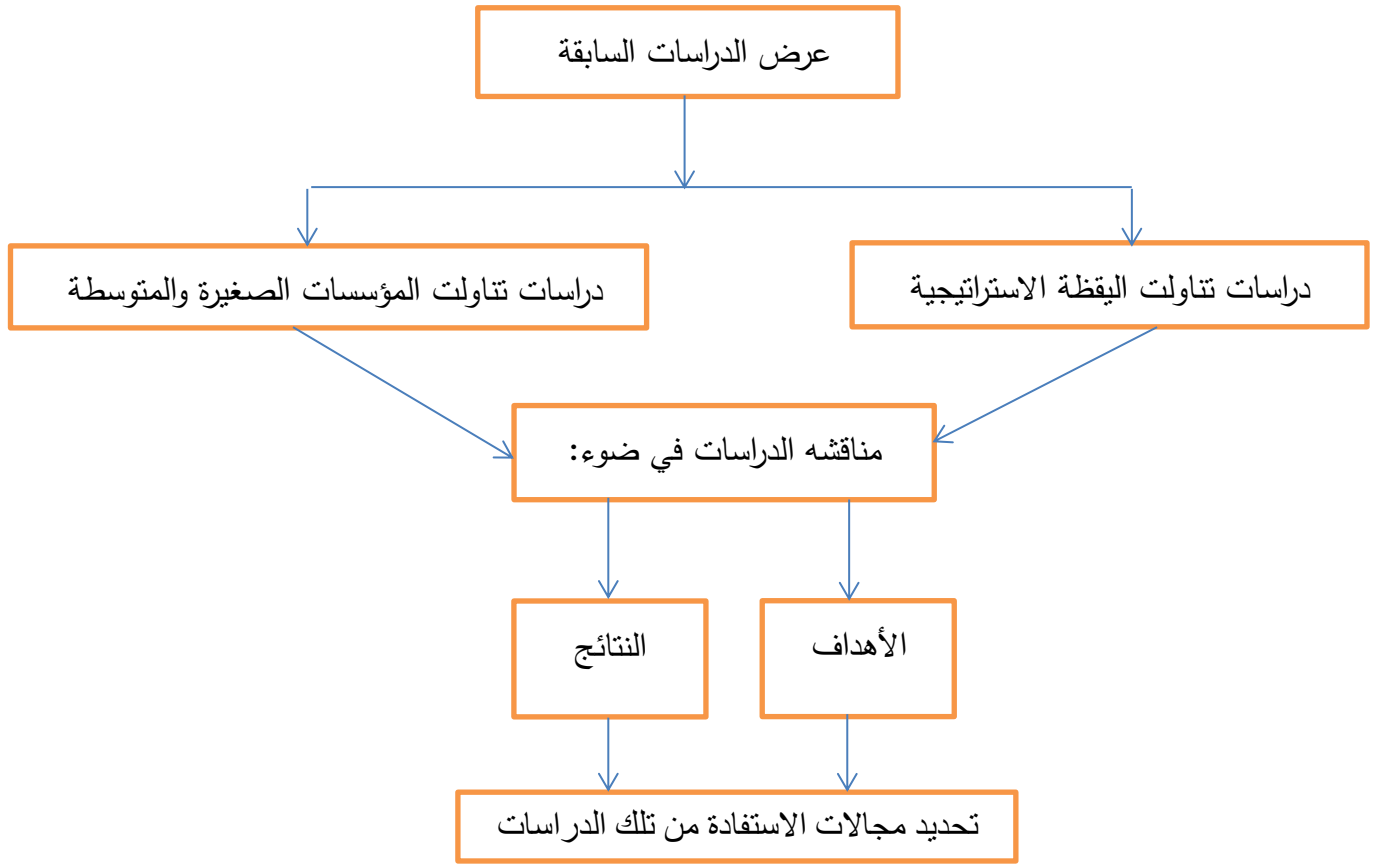 عرض الدراسات السابقة
دراسات تناولت اليقظة الاستراتيجية
دراسات تناولت المؤسسات الصغيرة والمتوسطة
مناقشه الدراسات في ضوء:
الأهداف
النتائج
تحديد مجالات الاستفادة من تلك الدراسات